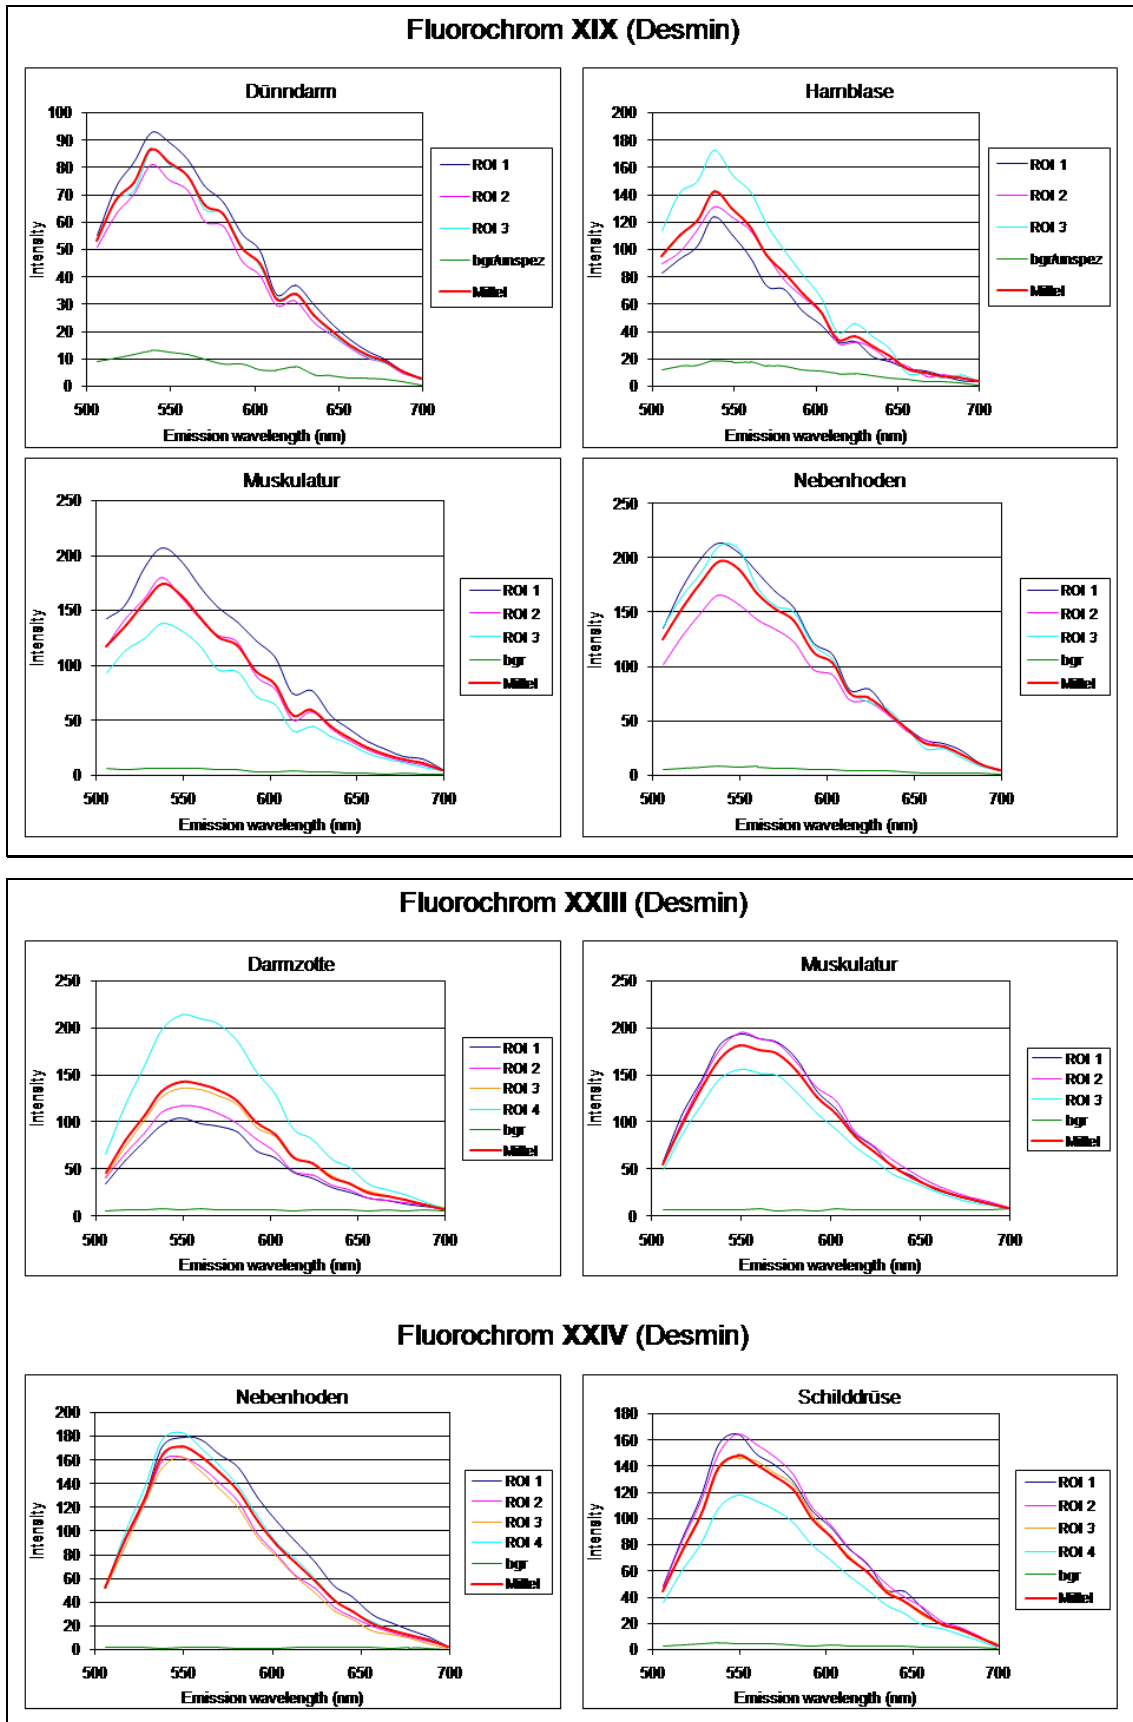 Fluorochrom XIX (Desmin)
Dünndarm
100
90
80
70
60
50
40
30
20
10
0
Intensity
500 550 600 650 700
Emission wavelength (nm)
ROI 1
ROI 2
ROI 3
bgr/unspez
Mittel
Harnblase
200
180
160
140
120
100
80
60
40
20
0
Intensity
500 550 600 650 700
Emission wavelength (nm)
ROI 1
ROI 2
ROI 3
bgr/unspez
Mittel
Muskulatur
250
200
150
100
50
0
Intensity
500 550 600 650 700
Emission wavelength (nm)
ROI 1
ROI 2
ROI 3
bgr
Mittel
Nebenhoden
250
200
150
100
50
0
Intensity
500 550 600 650 700
Emission wavelength (nm)
ROI 1
ROI 2
ROI 3
bgr
Mittel
Fluorochrom XXIII (Desmin)
Darmzotte
250
200
150
100
50
0
Intensity
500 550 600 650 700
Emission wavelength (nm)
ROI 1
ROI 2
ROI 3
ROI 4
bgr
Mittel
Muskulatur
250
200
150
100
50
0
Intensity
500 550 600 650 700
Emission wavelength (nm)
ROI 1
ROI 2
ROI 3
bgr
Mittel
Fluorochrom XXIV (Desmin)
Nebenhoden
200
180
160
140
120
100
80
60
40
20
0
Intensity
500 550 600 650 700
Emission wavelength (nm)
ROI 1
ROI 2
ROI 3
ROI 4
bgr
Mittel
Schilddrüse
180
160
140
120
100
80
60
40
20
0
Intensity
500 550 600 650 700
Emission wavelength (nm)
ROI 1
ROI 2
ROI 3
ROI 4
bgr
Mittel